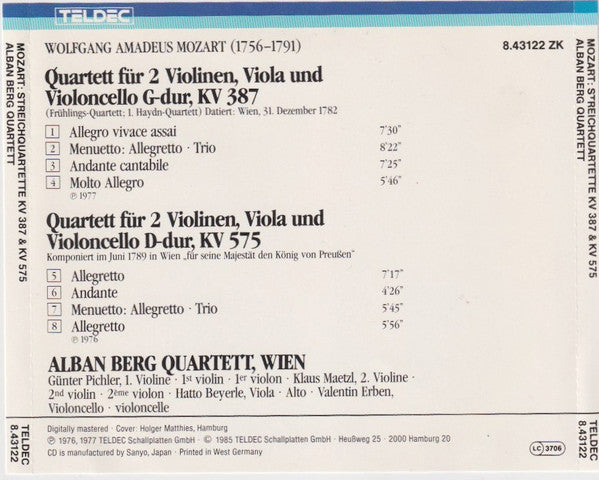 TELDEC
WOLFGANG AMADEUS MOZART (1756–1791)
8.43122 ZK
Quartett für 2 Violinen, Viola und
Violoncello G-dur, KV 387
(Frühlings-Quartett; 1. Haydn-Quartett) Datiert: Wien, 31. Dezember 1782
1 Allegro vivace assai 7'30"
2 Menuetto: Allegretto · Trio 8'22"
3 Andante cantabile 7'25"
4 Molto Allegro 5'46"
℗ 1977
Quartett für 2 Violinen, Viola und
Violoncello D-dur, KV 575
Komponiert im Juni 1789 in Wien „für seine Majestät den König von Preußen"
5 Allegretto 7'17"
6 Andante 4'26"
7 Menuetto: Allegretto · Trio 5'45"
8 Allegretto 5'56"
℗ 1976
ALBAN BERG QUARTETT, WIEN
Günter Pichler, 1. Violine · 1st violin · 1er violon · Klaus Maetzl, 2. Violine ·
2nd violin · 2ème violon · Hatto Beyerle, Viola · Alto · Valentin Erben,
Violoncello · violoncelle
Digitally mastered · Cover: Holger Matthies, Hamburg
℗ 1976, 1977 TELDEC Schallplatten GmbH · © 1985 TELDEC Schallplatten GmbH · Heußweg 25 · 2000 Hamburg 20
CD is manufactured by Sanyo, Japan · Printed in West Germany
LC 3706
MOZART: STREICHQUARTETTE KV 387 & KV 575
ALBAN BERG QUARTETT
TELDEC
8.43122
MOZART: STREICHQUARTETTE KV 387 & KV 575
ALBAN BERG QUARTETT
TELDEC
8.43122